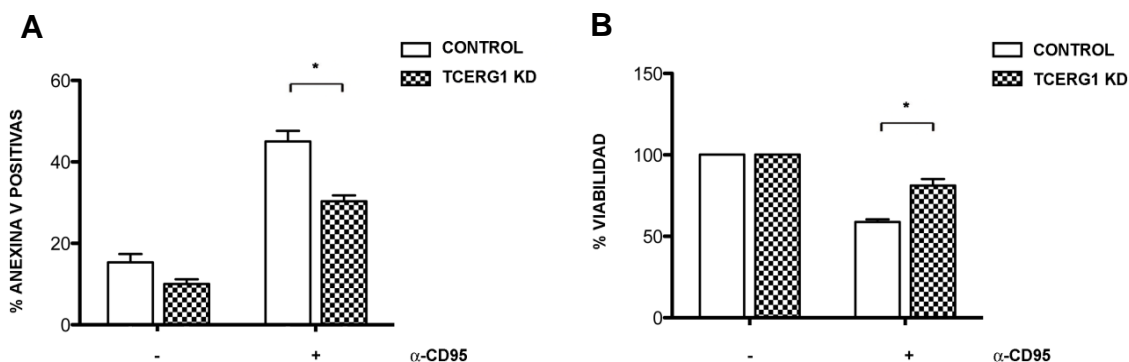 A
CONTROL
TCERG1 KD
% ANEXINA V POSITIVAS
60
40
20
0
*
- + α-CD95
B
CONTROL
TCERG1 KD
% VIABILIDAD
150
100
50
0
*
- + α-CD95